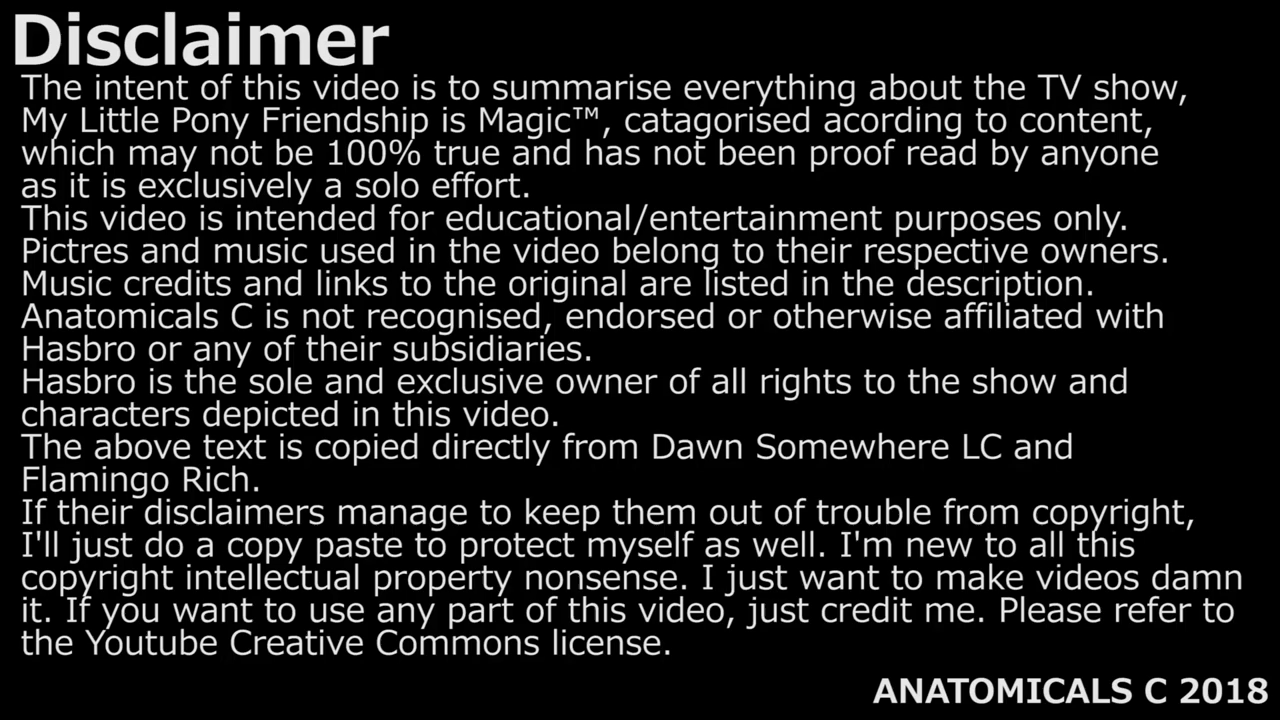 Disclaimer
The intent of this video is to summarise everything about the TV show,
My Little Pony Friendship is Magic™, catagorised acording to content,
which may not be 100% true and has not been proof read by anyone
as it is exclusively a solo effort.
This video is intended for educational/entertainment purposes only.
Pictres and music used in the video belong to their respective owners.
Music credits and links to the original are listed in the description.
Anatomicals C is not recognised, endorsed or otherwise affiliated with
Hasbro or any of their subsidiaries.
Hasbro is the sole and exclusive owner of all rights to the show and
characters depicted in this video.
The above text is copied directly from Dawn Somewhere LC and
Flamingo Rich.
If their disclaimers manage to keep them out of trouble from copyright,
I'll just do a copy paste to protect myself as well. I'm new to all this
copyright intellectual property nonsense. I just want to make videos damn
it. If you want to use any part of this video, just credit me. Please refer to
the Youtube Creative Commons license.
ANATOMICALS C 2018